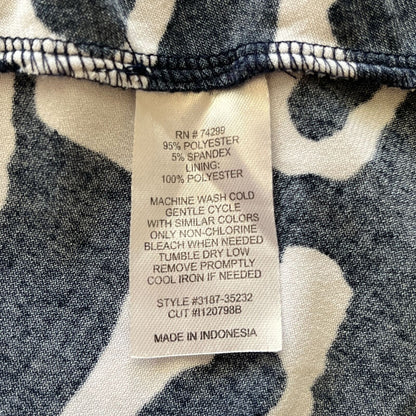 RN # 74299
95% POLYESTER
5% SPANDEX
LINING:
100% POLYESTER
MACHINE WASH COLD
GENTLE CYCLE
WITH SIMILAR COLORS
ONLY NON-CHLORINE
BLEACH WHEN NEEDED
TUMBLE DRY LOW
REMOVE PROMPTLY
COOL IRON IF NEEDED
STYLE #3187-35232
CUT #I120798B
MADE IN INDONESIA